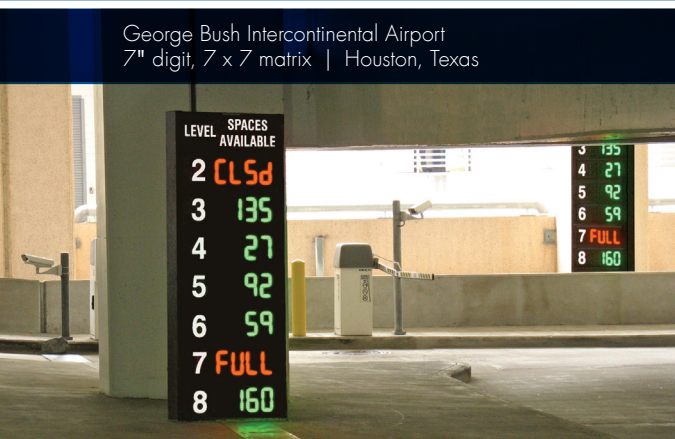 George Bush Intercontinental Airport
7" digit, 7 x 7 matrix | Houston, Texas
LEVEL SPACES AVAILABLE
2 CLSd
3 135
4 27
5 92
6 59
7 FULL
8 160
3 135
4 27
5 92
6 59
7 FULL
8 160